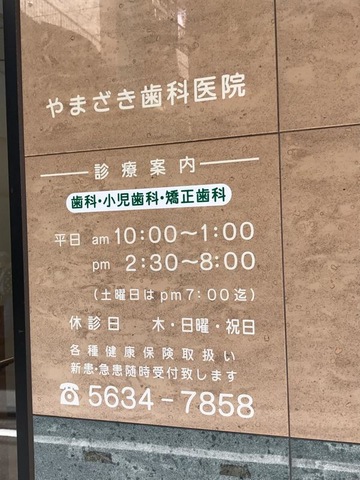 やまざき歯科医院
診療案内
歯科・小児歯科・矯正歯科
平日 am 10:00〜1:00
pm 2:30〜8:00
(土曜日はpm7:00迄)
休診日 木・日曜・祝日
各種健康保険取扱い
新患・急患随時受付致します
☎5634-7858